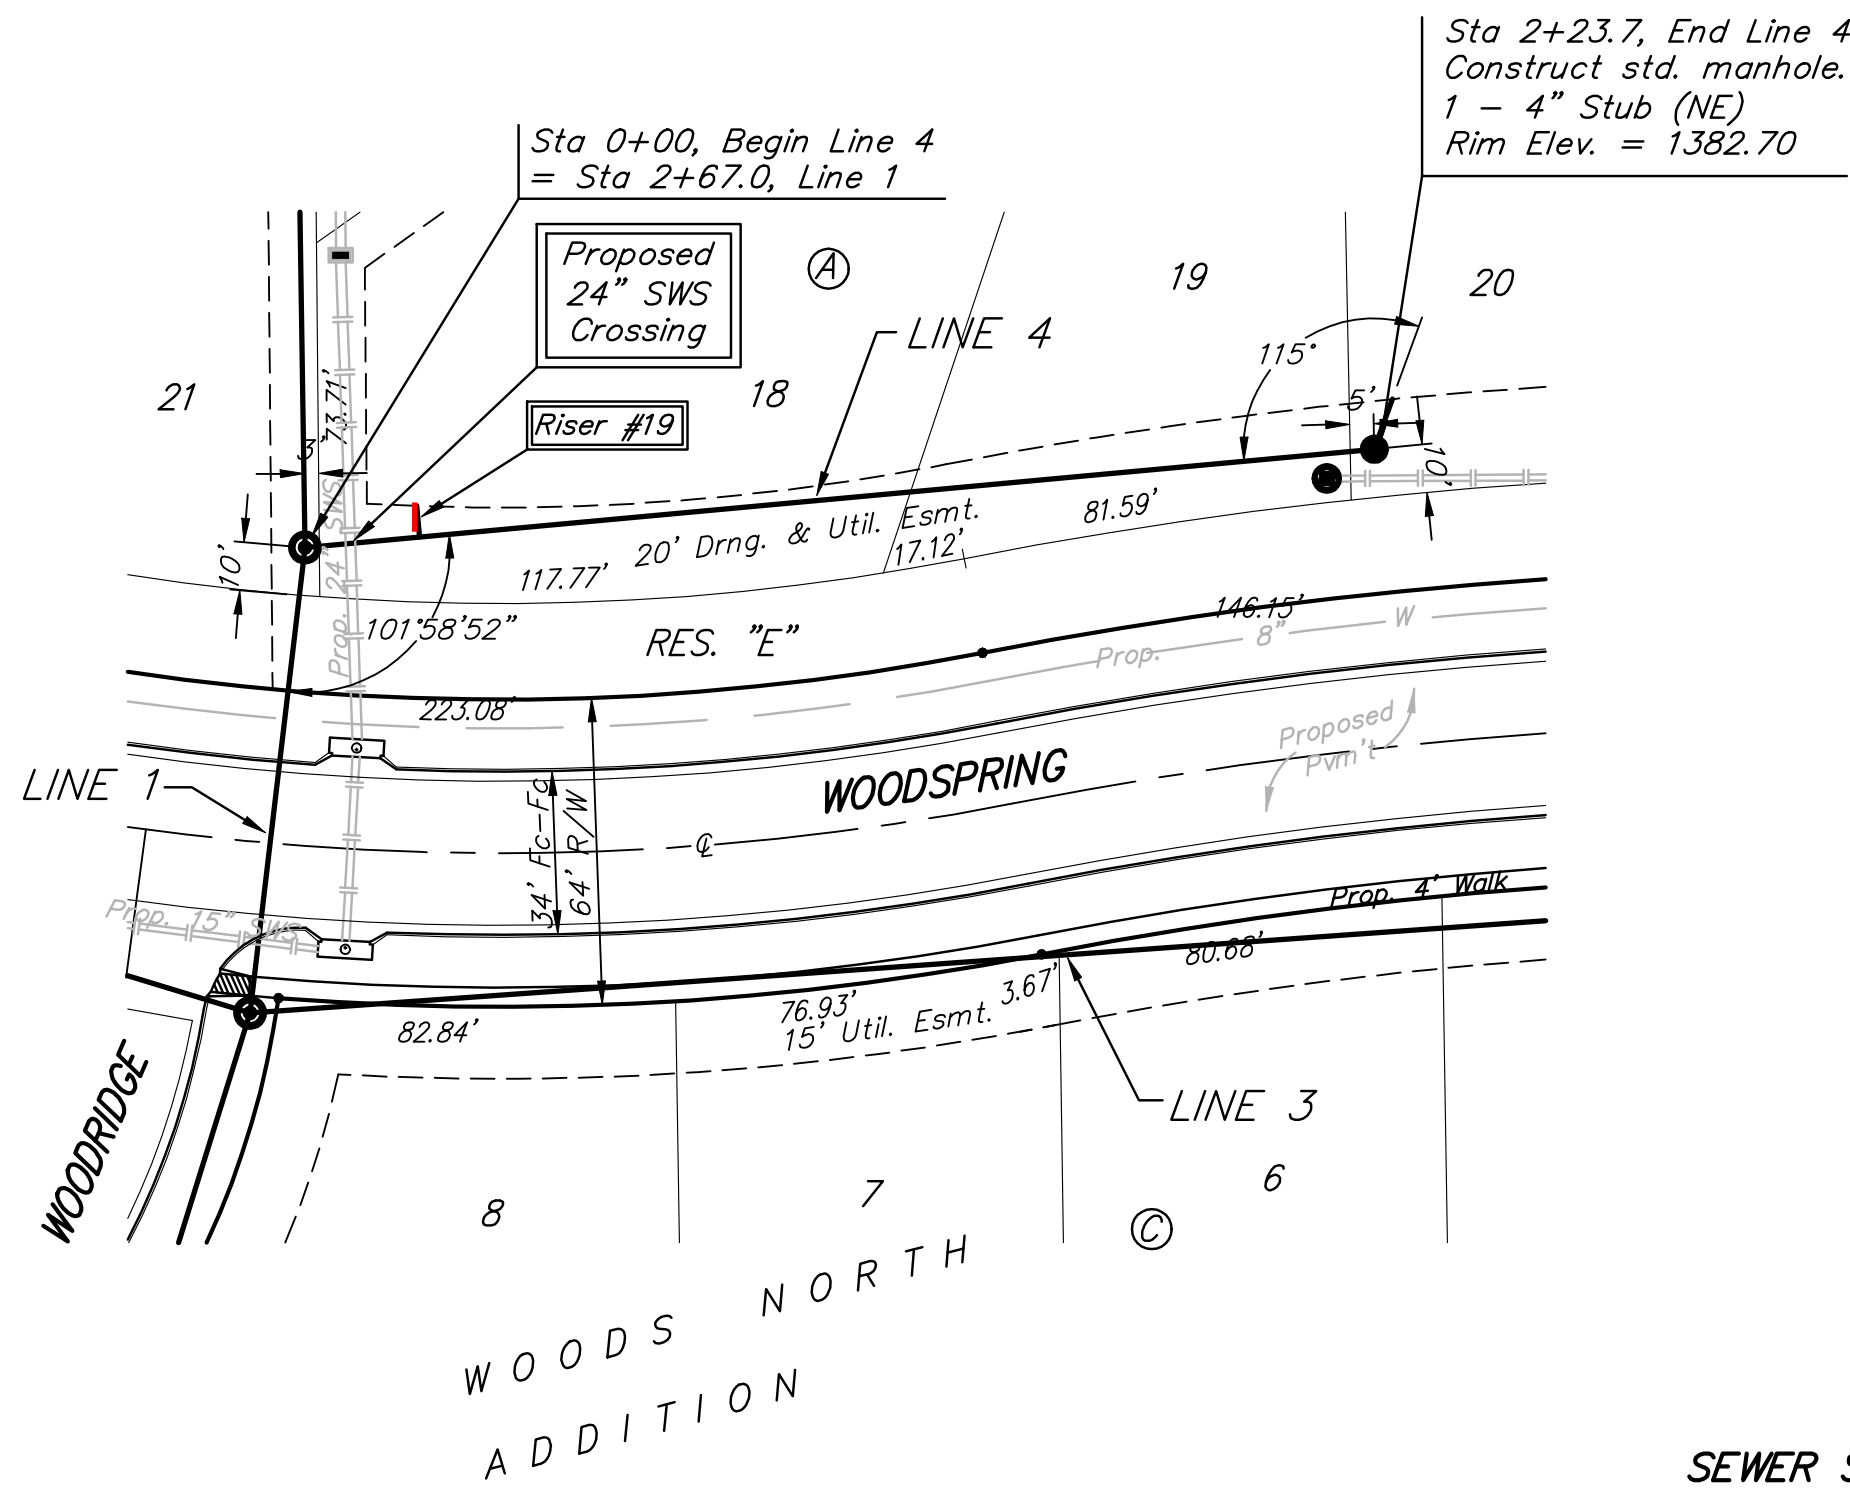 Sta 2+23.7, End Line 4
Construct std. manhole.
1 - 4" Stub (NE)
Rim Elev. = 1382.70
Sta 0+00, Begin Line 4
= Sta 2+67.0, Line 1
Proposed
24" SWS
Crossing
A
19
20
LINE 4
115°
21
73.71'
18
5'
Riser #19
3'
10'
10'
20' Drng. & Util. Esmt.
81.59'
17.12'
117.77'
Prop. 24" SWS
101°58'52"
RES. "E"
146.15'
Prop. 8" W
223.08'
Proposed
Pvm't
LINE 1
WOODSPRING
34' Fc-Fc
64' R/W
℄
Prop. 4' Walk
Prop. 15" SWS
80.68'
3.67'
76.93'
82.84'
15' Util. Esmt.
WOODRIDGE
LINE 3
8
7
6
C
WOODS NORTH
ADDITION
SEWER